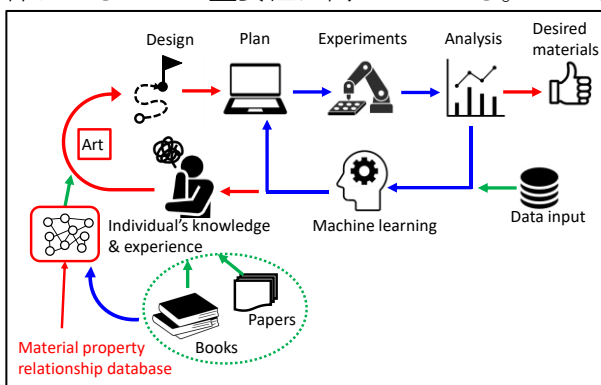 Design
Plan
Experiments
Analysis
Desired
materials
Art
Individual's knowledge
& experience
Machine learning
Data input
Papers
Books
Material property
relationship database